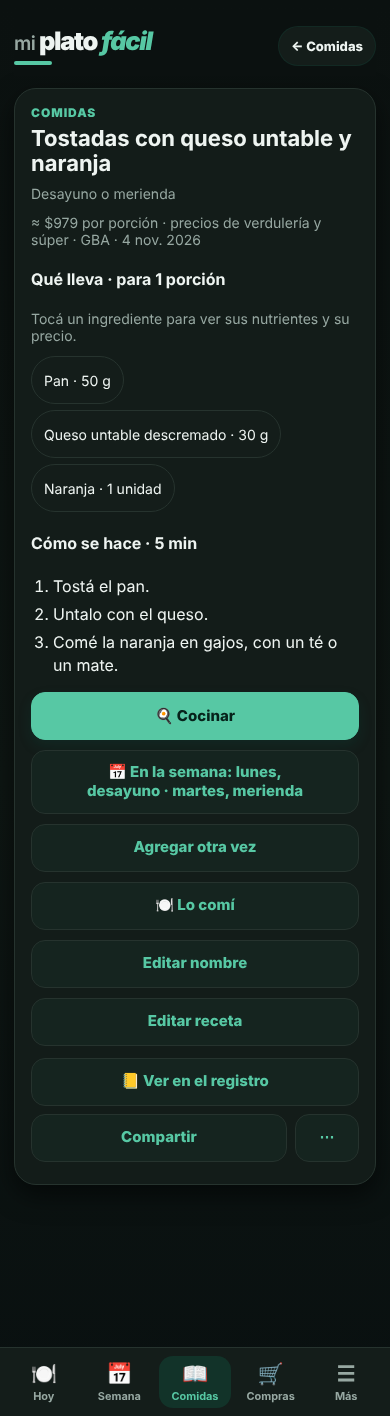 mi plato fácil
← Comidas
COMIDAS
Tostadas con queso untable y
naranja
Desayuno o merienda
≈ $979 por porción · precios de verdulería y
súper · GBA · 4 nov. 2026
Qué lleva · para 1 porción
Tocá un ingrediente para ver sus nutrientes y su
precio.
Pan · 50 g
Queso untable descremado · 30 g
Naranja · 1 unidad
Cómo se hace · 5 min
1. Tostá el pan.
2. Untalo con el queso.
3. Comé la naranja en gajos, con un té o
un mate.
🍳 Cocinar
📅 En la semana: lunes,
desayuno · martes, merienda
Agregar otra vez
🍽️ Lo comí
Editar nombre
Editar receta
📒 Ver en el registro
Compartir
⋯
Hoy
Semana
Comidas
Compras
Más